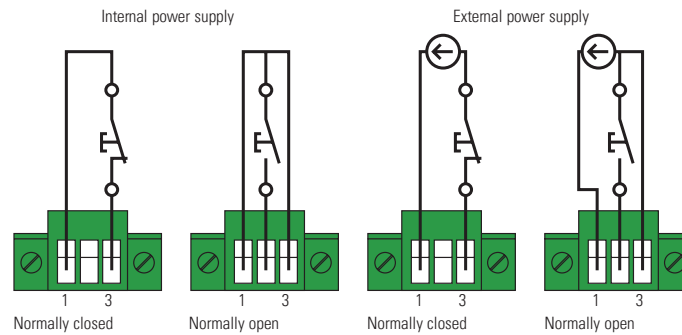 Internal power supply External power supply
1 3 1 3 1 3 1 3
Normally closed Normally open Normally closed Normally open